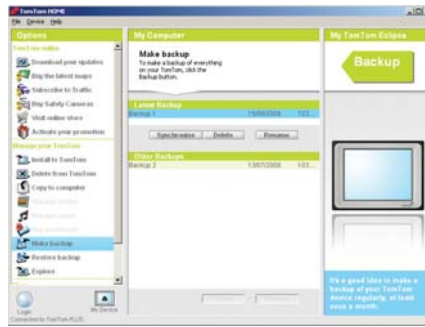 TomTom HOME
File Device Help
Options
TomTom online
Download your updates
Buy the latest maps
Subscribe to Traffic
Buy Safety Cameras
Visit online store
Activate your promotion
Manage your TomTom
Install to TomTom
Delete from TomTom
Copy to computer
Make backup
Restore backup
Explore
Login
My Device
Connected to TomTom PLUS.
My Computer
Make backup
To make a backup of everything
on your TomTom, click the
Backup button.
Latest Backup
Backup 1
103...
Synchronise Delete Rename
Older Backups
Backup 2 13/07/2008 103...
My TomTom Eclipse
Backup
It's a good idea to make a
backup of your TomTom
device regularly, at least
once a month.